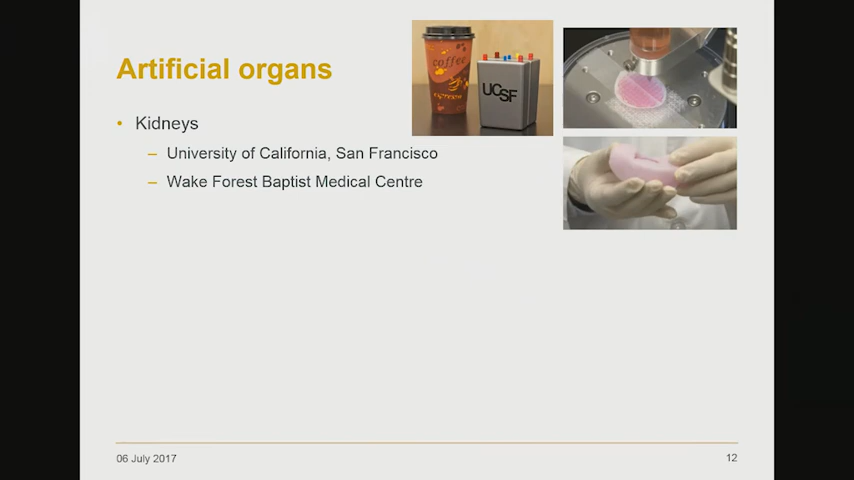 Artificial organs
• Kidneys
– University of California, San Francisco
– Wake Forest Baptist Medical Centre
coffee
espresso
UCSF
06 July 2017
12